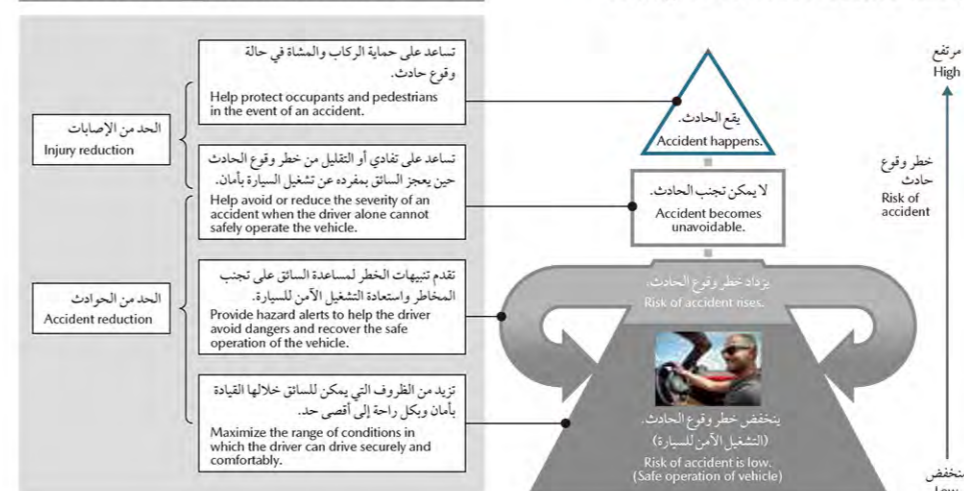 تساعد على حماية الركاب والمشاة في حالة
وقوع حادث.
Help protect occupants and pedestrians
in the event of an accident.
الحد من الإصابات
Injury reduction
تساعد على تفادي أو التقليل من خطر وقوع الحادث
حين يعجز السائق بمفرده عن تشغيل السيارة بأمان.
Help avoid or reduce the severity of an
accident when the driver alone cannot
safely operate the vehicle.
الحد من الحوادث
Accident reduction
تقدم تنبيهات الخطر لمساعدة السائق على تجنب
المخاطر واستعادة التشغيل الآمن للسيارة.
Provide hazard alerts to help the driver
avoid dangers and recover the safe
operation of the vehicle.
تزيد من الظروف التي يمكن للسائق خلالها القيادة
بأمان وبكل راحة إلى أقصى حد.
Maximize the range of conditions in
which the driver can drive securely and
comfortably.
يقع الحادث.
Accident happens.
لا يمكن تجنب الحادث.
Accident becomes
unavoidable.
يزداد خطر وقوع الحادث.
Risk of accident rises.
ينخفض خطر وقوع الحادث.
(التشغيل الآمن للسيارة)
Risk of accident is low.
(Safe operation of vehicle)
مرتفع
High
خطر وقوع
حادث
Risk of
accident
منخفض